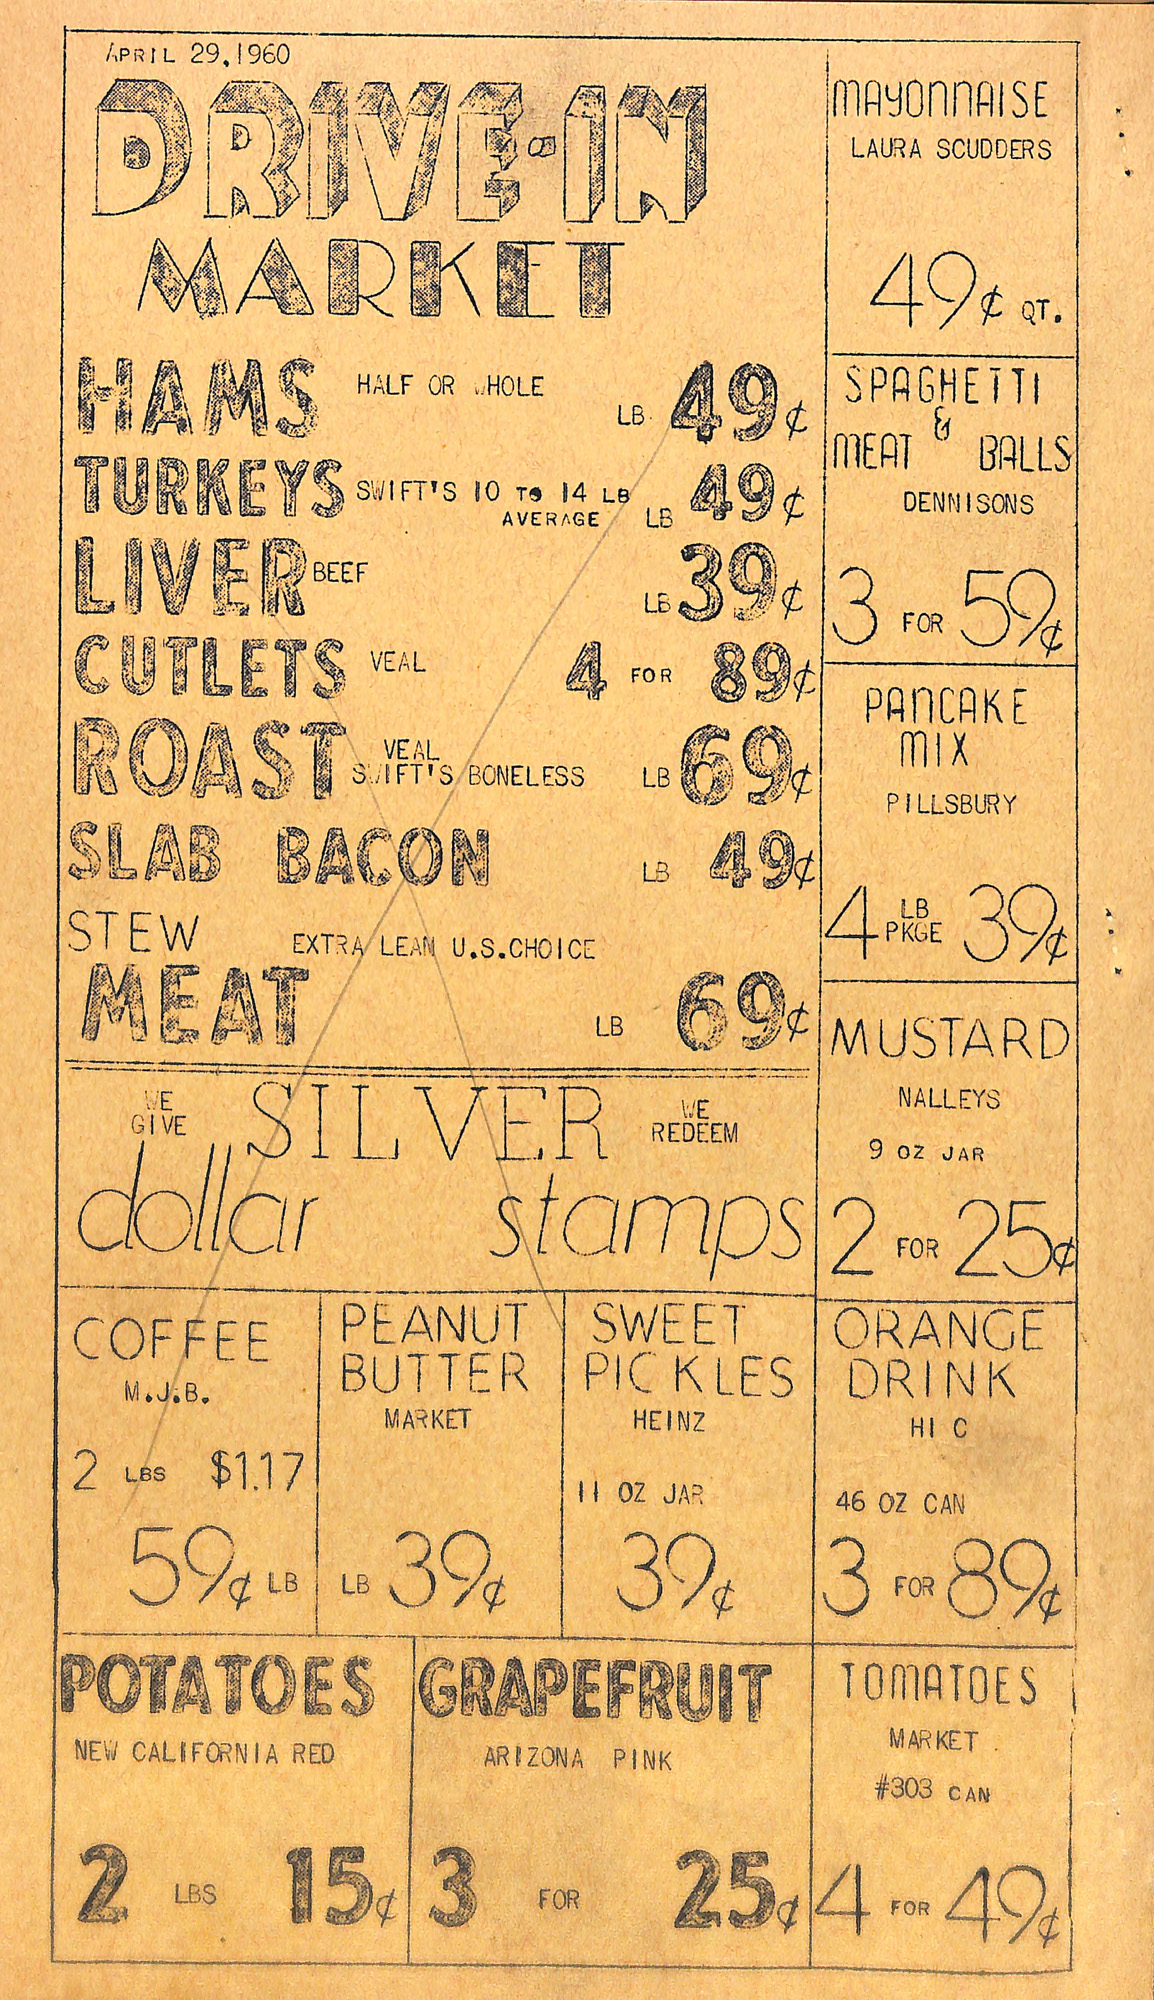 APRIL 29, 1960
DRIVE-IN
MARKET
HAMS HALF OR WHOLE LB 49¢
TURKEYS SWIFT'S 10 TO 14 LB
AVERAGE LB 49¢
LIVER BEEF LB 39¢
CUTLETS VEAL 4 FOR 89¢
ROAST VEAL
SWIFT'S BONELESS LB 69¢
SLAB BACON LB 49¢
STEW
MEAT EXTRA LEAN U.S.CHOICE LB 69¢
WE
GIVE
SILVER
WE
REDEEM
dollar stamps
COFFEE
M.J.B.
2 LBS $1.17
59¢ LB
PEANUT
BUTTER
MARKET
LB 39¢
SWEET
PICKLES
HEINZ
11 OZ JAR
39¢
POTATOES
NEW CALIFORNIA RED
2 LBS 15¢
GRAPEFRUIT
ARIZONA PINK
3 FOR 25¢
MAYONNAISE
LAURA SCUDDERS
49¢ QT.
SPAGHETTI
&
MEAT BALLS
DENNISONS
3 FOR 59¢
PANCAKE
MIX
PILLSBURY
4 LB
PKGE 39¢
MUSTARD
NALLEYS
9 OZ JAR
2 FOR 25¢
ORANGE
DRINK
HI C
46 OZ CAN
3 FOR 89¢
TOMATOES
MARKET
#303 CAN
4 FOR 49¢